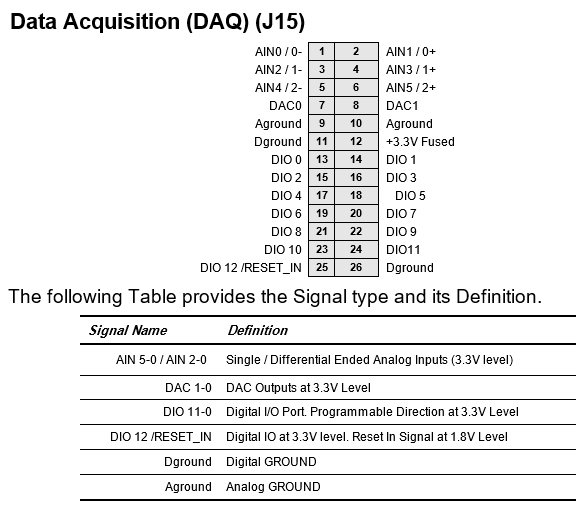 Data Acquisition (DAQ) (J15)
AIN0 / 0- 1 2 AIN1 / 0+
AIN2 / 1- 3 4 AIN3 / 1+
AIN4 / 2- 5 6 AIN5 / 2+
DAC0 7 8 DAC1
Aground 9 10 Aground
Dground 11 12 +3.3V Fused
DIO 0 13 14 DIO 1
DIO 2 15 16 DIO 3
DIO 4 17 18 DIO 5
DIO 6 19 20 DIO 7
DIO 8 21 22 DIO 9
DIO 10 23 24 DIO11
DIO 12 /RESET_IN 25 26 Dground
The following Table provides the Signal type and its Definition.
Signal Name Definition
AIN 5-0 / AIN 2-0 Single / Differential Ended Analog Inputs (3.3V level)
DAC 1-0 DAC Outputs at 3.3V Level
DIO 11-0 Digital I/O Port. Programmable Direction at 3.3V Level
DIO 12 /RESET_IN Digital IO at 3.3V level. Reset In Signal at 1.8V Level
Dground Digital GROUND
Aground Analog GROUND